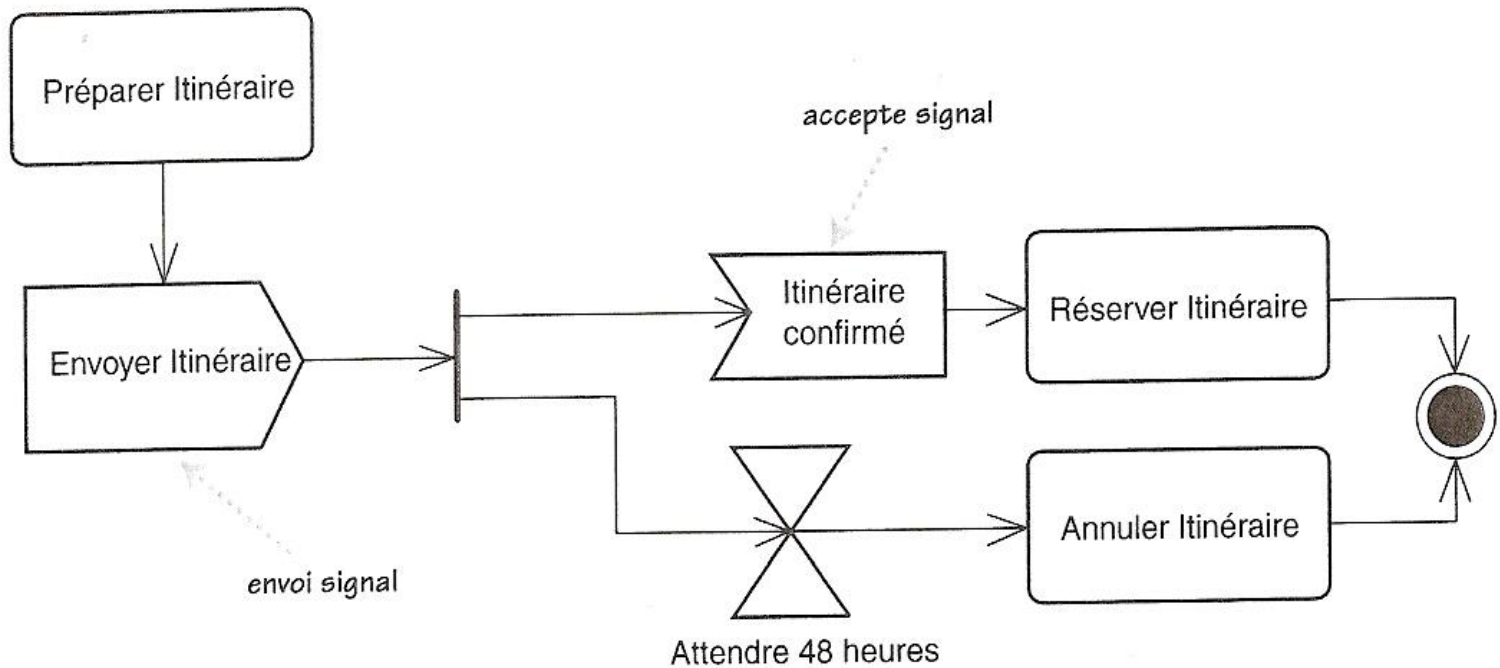 Préparer Itinéraire
accepte signal
Itinéraire
confirmé
Réserver Itinéraire
Envoyer Itinéraire
Annuler Itinéraire
envoi signal
Attendre 48 heures